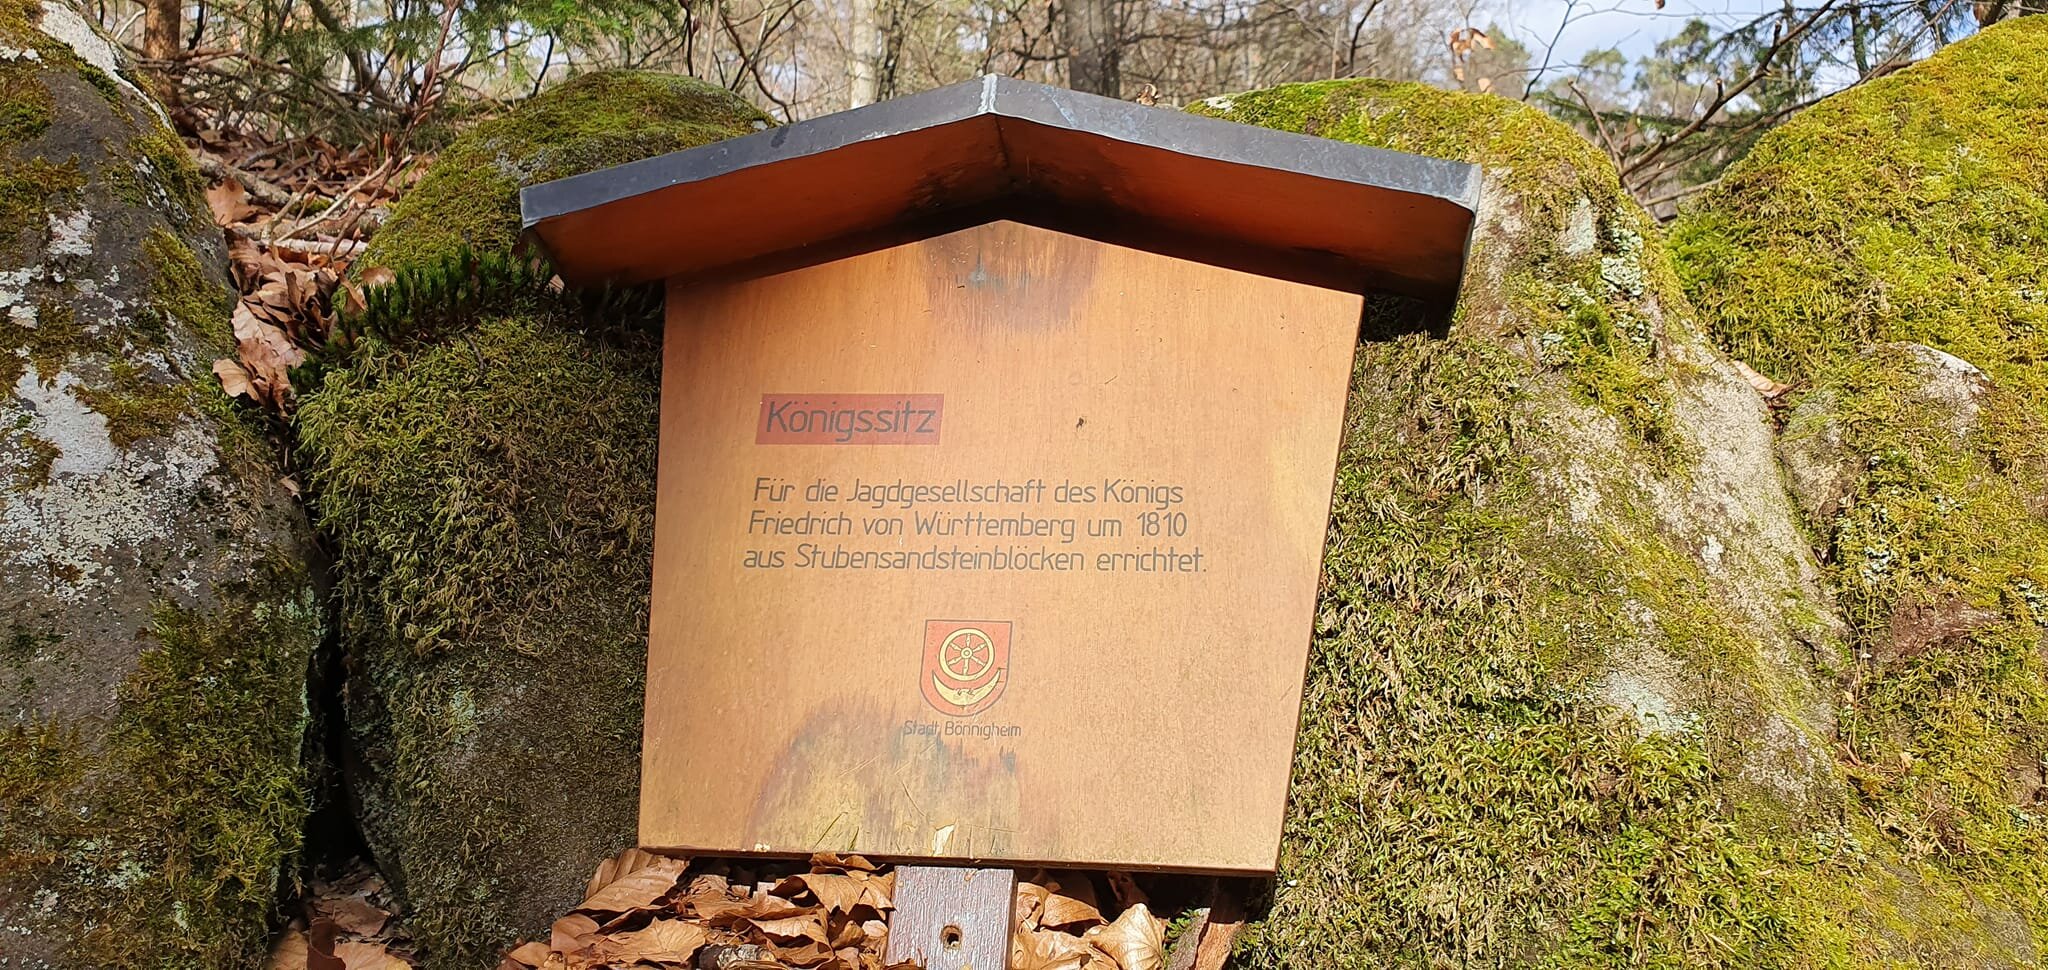 Königssitz
Für die Jagdgesellschaft des Königs
Friedrich von Württemberg um 1810
aus Stubensandsteinblöcken errichtet.
Stadt Bönnigheim